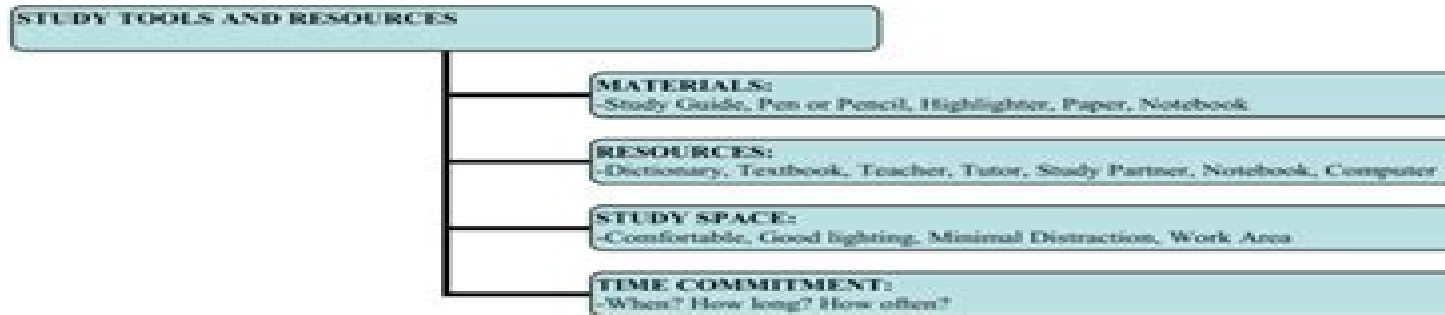 STUDY TOOLS AND RESOURCES
MATERIALS:
-Study Guide, Pen or Pencil, Highlighter, Paper, Notebook
RESOURCES:
-Dictionary, Textbook, Teacher, Tutor, Study Partner, Notebook, Computer
STUDY SPACE:
-Comfortable, Good lighting, Minimal Distraction, Work Area
TIME COMMITMENT:
-When? How long? How often?